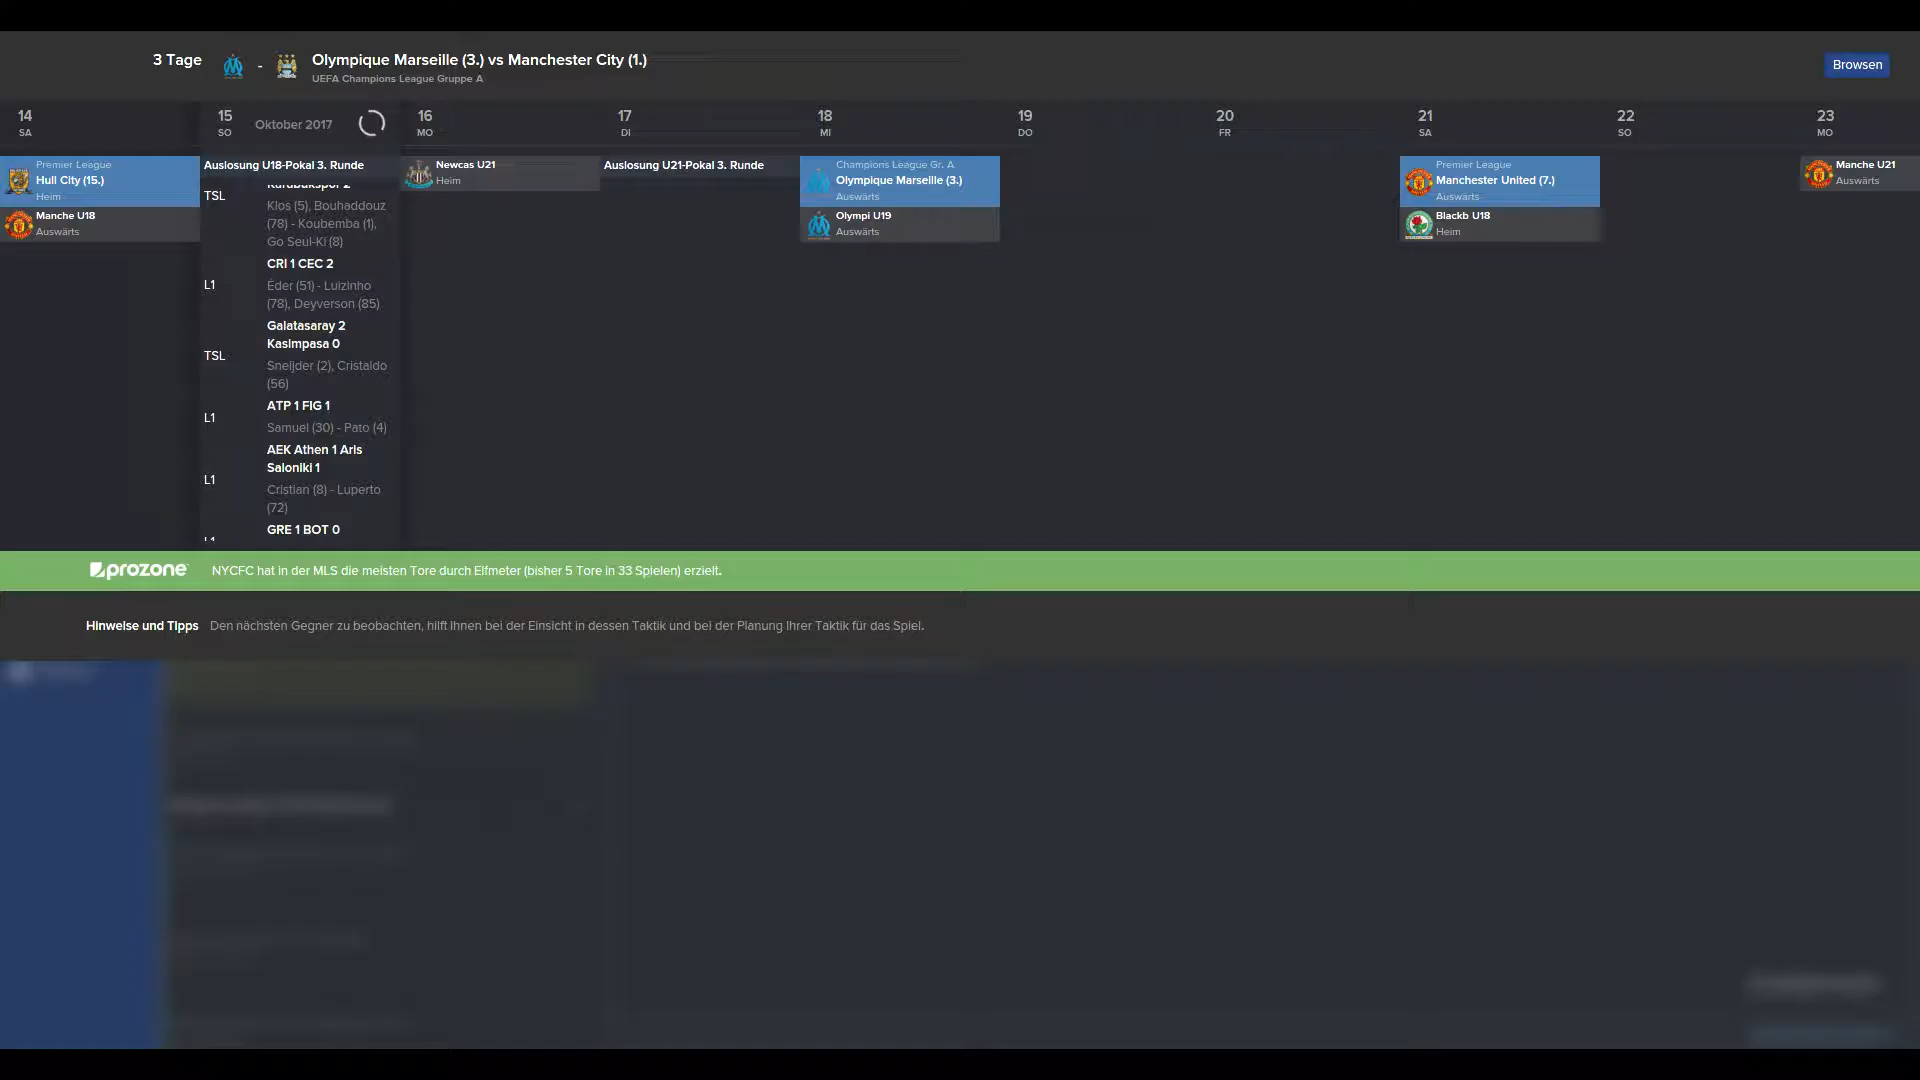 3 Tage
-
Olympique Marseille (3.) vs Manchester City (1.)
UEFA Champions League Gruppe A
Browsen
14
SA
15
SO
Oktober 2017
16
MO
17
DI
18
MI
19
DO
20
FR
21
SA
22
SO
23
MO
Premier League
Hull City (15.)
Heim
Manche U18
Auswärts
Auslosung U18-Pokal 3. Runde
TSL
Karabükspor 2
Klos (5), Bouhaddouz
(78) - Koubemba (1),
Go Seul-Ki (8)
L1
CRI 1 CEC 2
Éder (51) - Luizinho
(78), Deyverson (85)
TSL
Galatasaray 2
Kasimpasa 0
Sneijder (2), Cristaldo
(56)
L1
ATP 1 FIG 1
Samuel (30) - Pato (4)
L1
AEK Athen 1 Aris
Saloniki 1
Cristian (8) - Luperto
(72)
L1
GRE 1 BOT 0
Newcas U21
Heim
Auslosung U21-Pokal 3. Runde
Champions League Gr. A
Olympique Marseille (3.)
Auswärts
Olympi U19
Auswärts
Premier League
Manchester United (7.)
Auswärts
Blackb U18
Heim
Manche U21
Auswärts
prozone
NYCFC hat in der MLS die meisten Tore durch Elfmeter (bisher 5 Tore in 33 Spielen) erzielt.
Hinweise und Tipps
Den nächsten Gegner zu beobachten, hilft Ihnen bei der Einsicht in dessen Taktik und bei der Planung Ihrer Taktik für das Spiel.